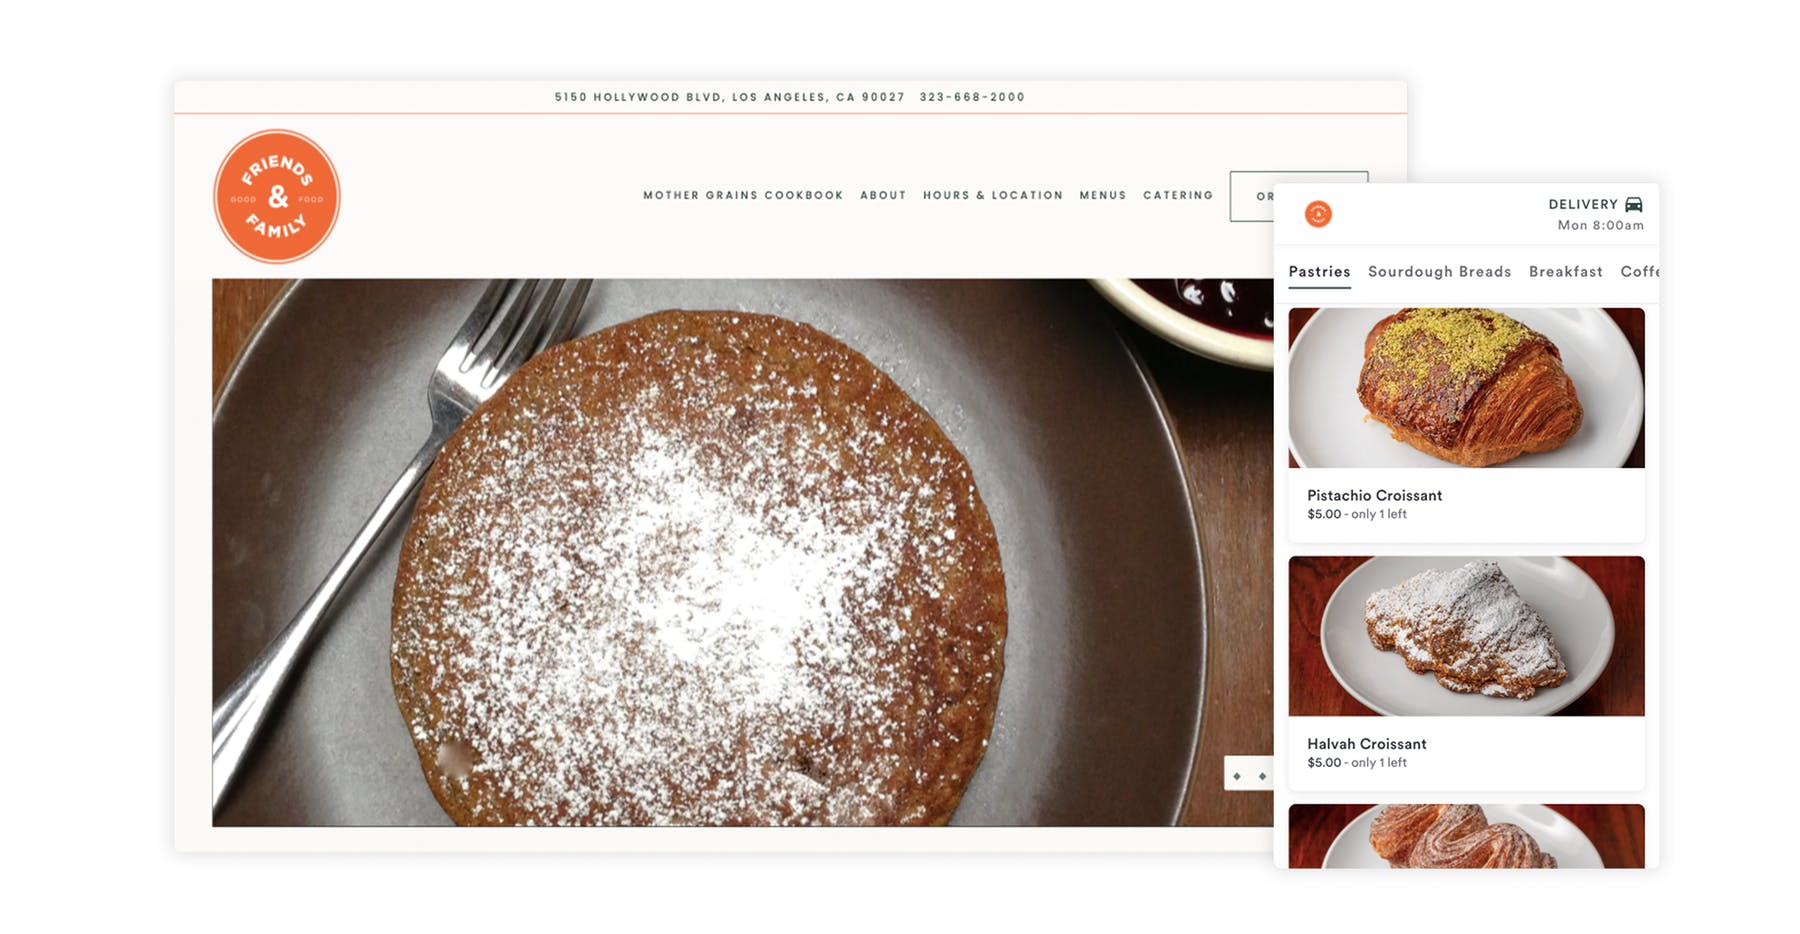 5150 HOLLYWOOD BLVD, LOS ANGELES, CA 90027 323-668-2000
FRIENDS
GOOD & FOOD
FAMILY
MOTHER GRAINS COOKBOOK ABOUT HOURS & LOCATION MENUS CATERING OR
DELIVERY
Mon 8:00am
Pastries Sourdough Breads Breakfast Coffe
Pistachio Croissant
$5.00 - only 1 left
Halvah Croissant
$5.00 - only 1 left